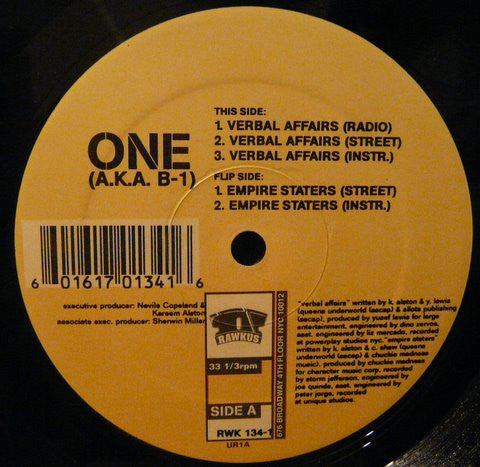 ONE
(A.K.A. B-1)
THIS SIDE:
1. VERBAL AFFAIRS (RADIO)
2. VERBAL AFFAIRS (STREET)
3. VERBAL AFFAIRS (INSTR.)
FLIP SIDE:
1. EMPIRE STATERS (STREET)
2. EMPIRE STATERS (INSTR.)
6 01617 01341 6
executive producer: Nevila Copeland &
Kareem Alston
associate exec. producer: Sherwin Miller
RAWKUS
33 1/3rpm
SIDE A
RWK 134-1
UR1A
676 BROADWAY 4TH FLOOR NYC 10012
"verbal affairs" written by k. alston & y. lewis
(queens underworld (ascap) & aliota publishing
(ascap), produced by yusef lewis for large
entertainment, engineered by dino zervos,
asst. engineered by liz mercado. recorded
at powerplay studios nyc. "empire staters"
written by k. alston & c. shaw (queens
underworld (ascap) & chuckie madness
music). produced by chuckie madness
for character music corp, recorded
by storm jefferson, engineered by
joe quinde, asst. engineered by
peter jorge, recorded
at unique studios.